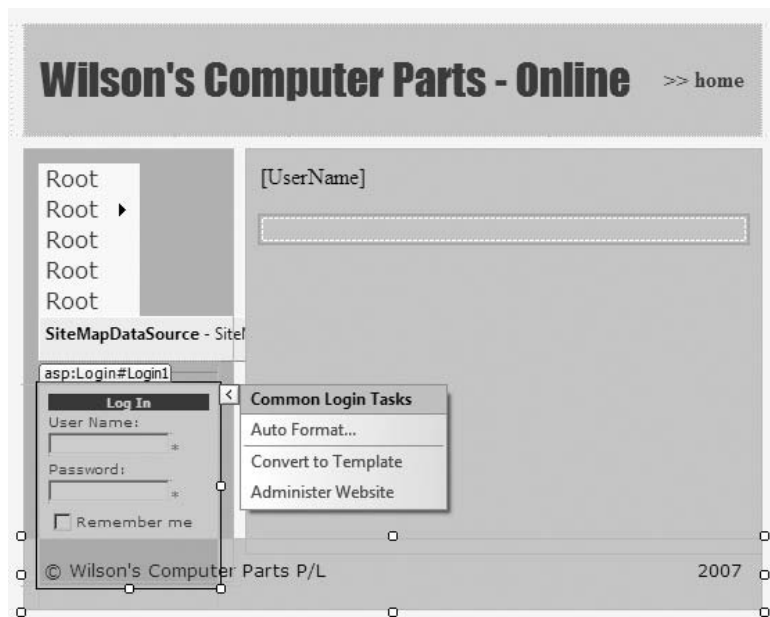 Wilson's Computer Parts - Online
>> home
Root
Root
Root
Root
Root
SiteMapDataSource - Site
[UserName]
asp:Login#Login1
Log In
User Name:
*
Password:
*
Remember me
Common Login Tasks
Auto Format...
Convert to Template
Administer Website
© Wilson's Computer Parts P/L
2007